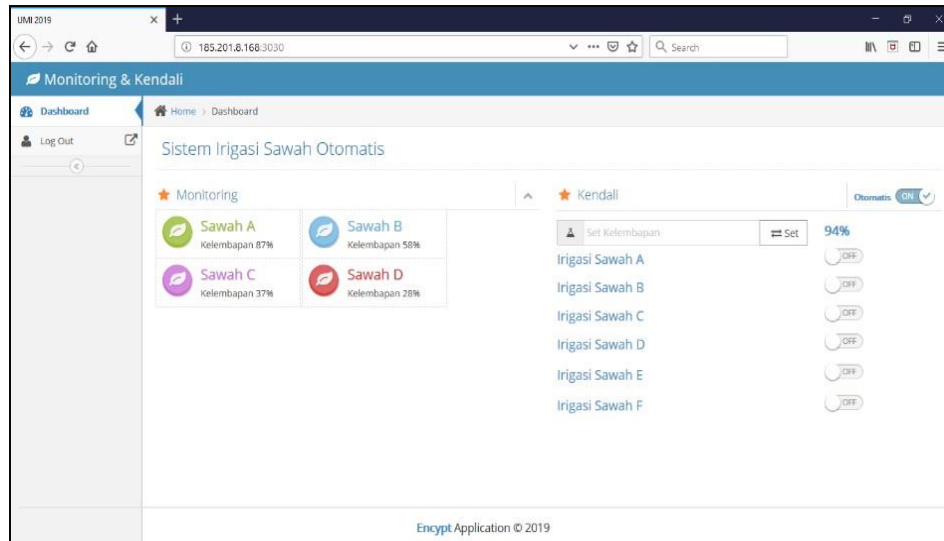 UMI 2019
185.201.8.168:3030
Search
Monitoring & Kendali
Dashboard
Log Out
Home > Dashboard
Sistem Irigasi Sawah Otomatis
Monitoring
Sawah A
Kelembapan 87%
Sawah B
Kelembapan 58%
Sawah C
Kelembapan 37%
Sawah D
Kelembapan 28%
Kendali
Otomatis ON
Set Kelembapan
Set
94%
Irigasi Sawah A OFF
Irigasi Sawah B OFF
Irigasi Sawah C OFF
Irigasi Sawah D OFF
Irigasi Sawah E OFF
Irigasi Sawah F OFF
Encypt Application © 2019